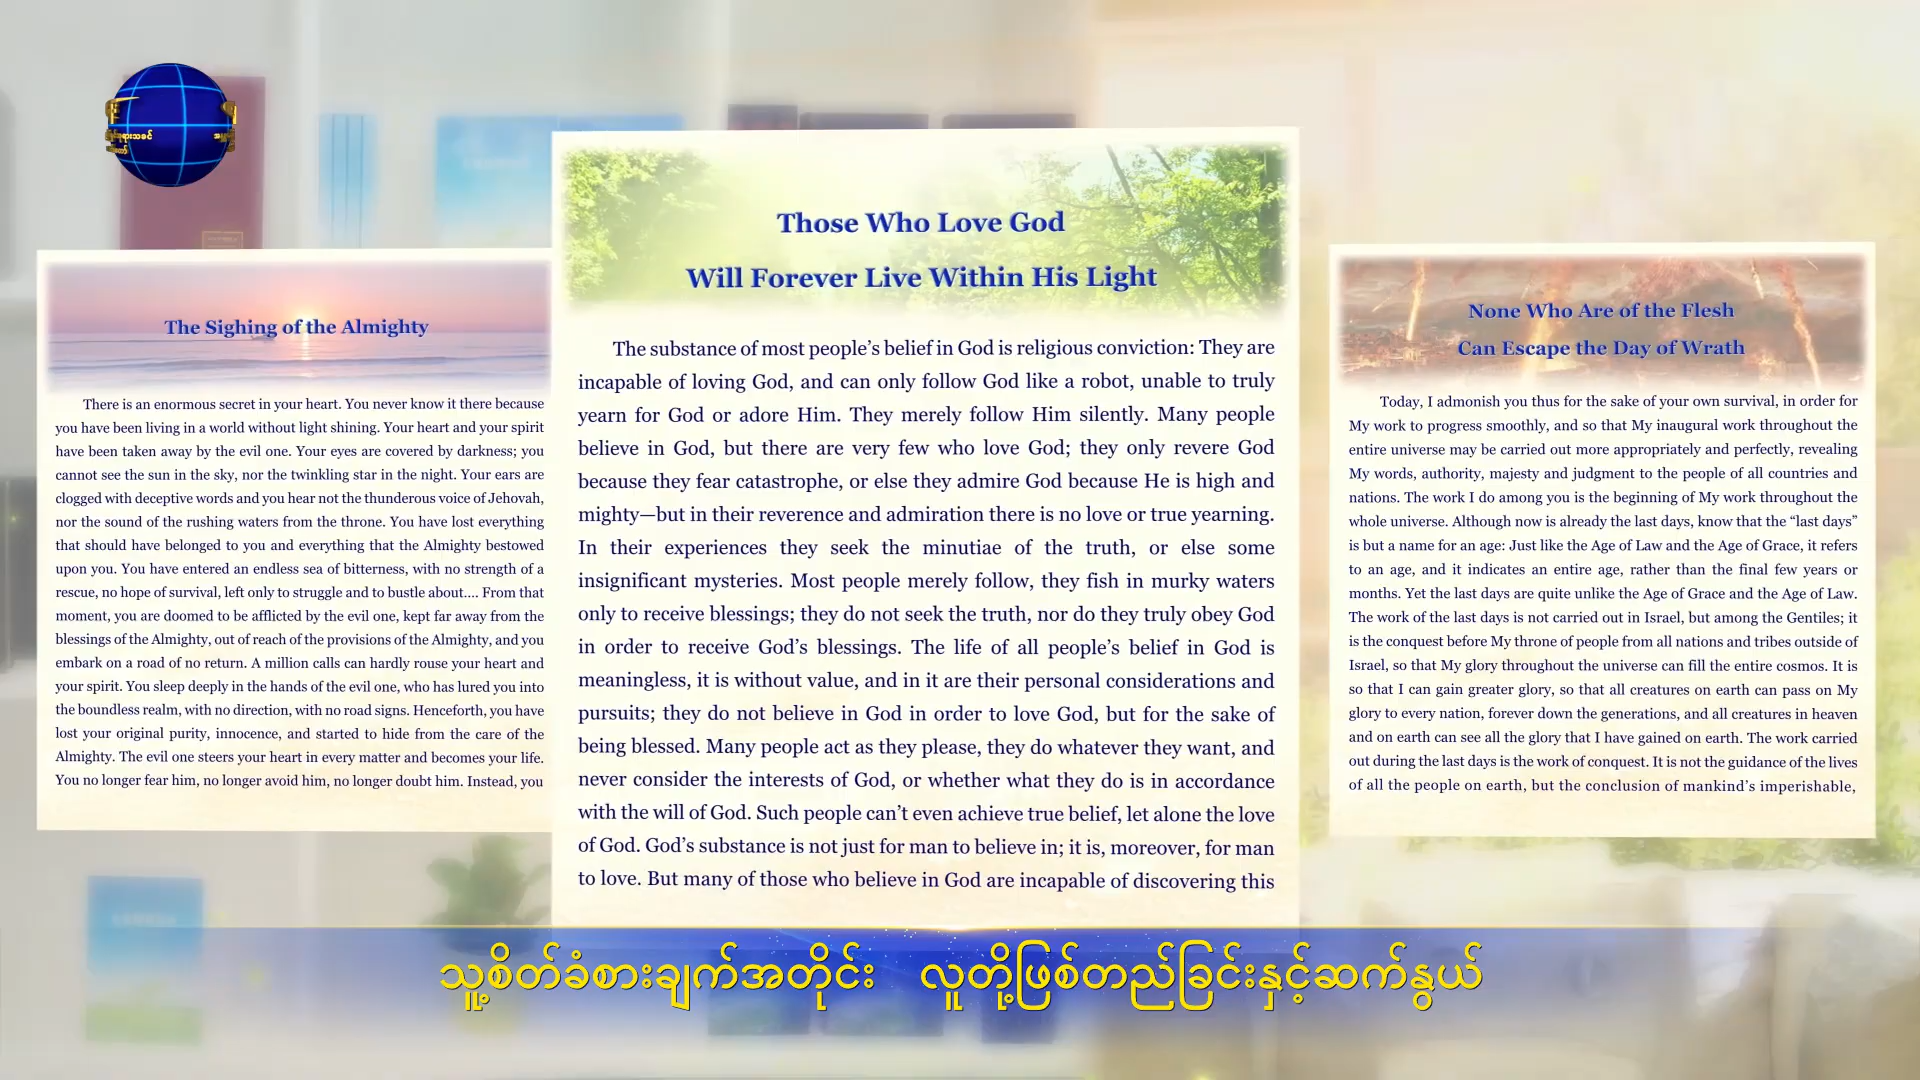 The Sighing of the Almighty
There is an enormous secret in your heart. You never know it there because
you have been living in a world without light shining. Your heart and your spirit
have been taken away by the evil one. Your eyes are covered by darkness; you
cannot see the sun in the sky, nor the twinkling star in the night. Your ears are
clogged with deceptive words and you hear not the thunderous voice of Jehovah,
nor the sound of the rushing waters from the throne. You have lost everything
that should have belonged to you and everything that the Almighty bestowed
upon you. You have entered an endless sea of bitterness, with no strength of a
rescue, no hope of survival, left only to struggle and to bustle about.... From that
moment, you are doomed to be afflicted by the evil one, kept far away from the
blessings of the Almighty, out of reach of the provisions of the Almighty, and you
embark on a road of no return. A million calls can hardly rouse your heart and
your spirit. You sleep deeply in the hands of the evil one, who has lured you into
the boundless realm, with no direction, with no road signs. Henceforth, you have
lost your original purity, innocence, and started to hide from the care of the
Almighty. The evil one steers your heart in every matter and becomes your life.
You no longer fear him, no longer avoid him, no longer doubt him. Instead, you
Those Who Love God
Will Forever Live Within His Light
The substance of most people’s belief in God is religious conviction: They are
incapable of loving God, and can only follow God like a robot, unable to truly
yearn for God or adore Him. They merely follow Him silently. Many people
believe in God, but there are very few who love God; they only revere God
because they fear catastrophe, or else they admire God because He is high and
mighty—but in their reverence and admiration there is no love or true yearning.
In their experiences they seek the minutiae of the truth, or else some
insignificant mysteries. Most people merely follow, they fish in murky waters
only to receive blessings; they do not seek the truth, nor do they truly obey God
in order to receive God’s blessings. The life of all people’s belief in God is
meaningless, it is without value, and in it are their personal considerations and
pursuits; they do not believe in God in order to love God, but for the sake of
being blessed. Many people act as they please, they do whatever they want, and
never consider the interests of God, or whether what they do is in accordance
with the will of God. Such people can’t even achieve true belief, let alone the love
of God. God’s substance is not just for man to believe in; it is, moreover, for man
to love. But many of those who believe in God are incapable of discovering this
None Who Are of the Flesh
Can Escape the Day of Wrath
Today, I admonish you thus for the sake of your own survival, in order for
My work to progress smoothly, and so that My inaugural work throughout the
entire universe may be carried out more appropriately and perfectly, revealing
My words, authority, majesty and judgment to the people of all countries and
nations. The work I do among you is the beginning of My work throughout the
whole universe. Although now is already the last days, know that the “last days”
is but a name for an age: Just like the Age of Law and the Age of Grace, it refers
to an age, and it indicates an entire age, rather than the final few years or
months. Yet the last days are quite unlike the Age of Grace and the Age of Law.
The work of the last days is not carried out in Israel, but among the Gentiles; it
is the conquest before My throne of people from all nations and tribes outside of
Israel, so that My glory throughout the universe can fill the entire cosmos. It is
so that I can gain greater glory, so that all creatures on earth can pass on My
glory to every nation, forever down the generations, and all creatures in heaven
and on earth can see all the glory that I have gained on earth. The work carried
out during the last days is the work of conquest. It is not the guidance of the lives
of all the people on earth, but the conclusion of mankind’s imperishable,
သူ့စိတ်ခံစားချက်အတိုင်း လူတို့ဖြစ်တည်ခြင်းနှင့်ဆက်နွယ်